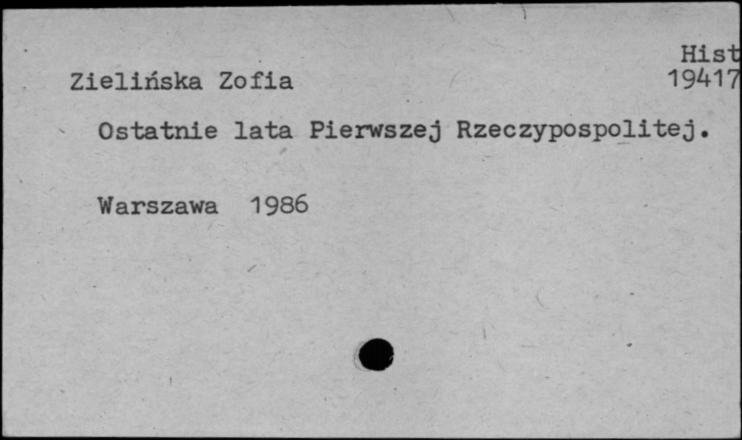 Hist
Zielińska Zofia 19417
Ostatnie lata Pierwszej Rzeczypospolitej.
Warszawa 1986